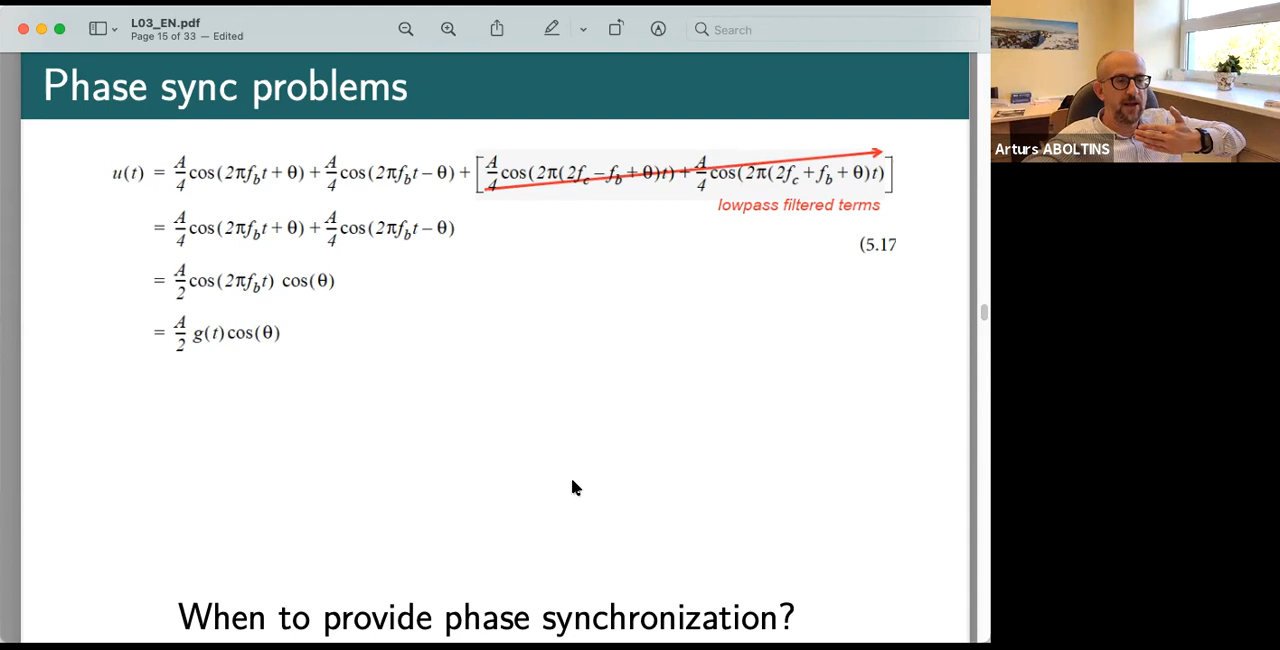 L03_EN.pdf
Page 15 of 33 — Edited
Search
Phase sync problems
u(t) = A/4 cos(2πf_b t + θ) + A/4 cos(2πf_b t − θ) + [A/4 cos(2π(2f_c − f_b + θ)t) + A/4 cos(2π(2f_c + f_b + θ)t)]
lowpass filtered terms
= A/4 cos(2πf_b t + θ) + A/4 cos(2πf_b t − θ)
(5.17
= A/2 cos(2πf_b t) cos(θ)
= A/2 g(t) cos(θ)
When to provide phase synchronization?
Arturs ABOLTINS